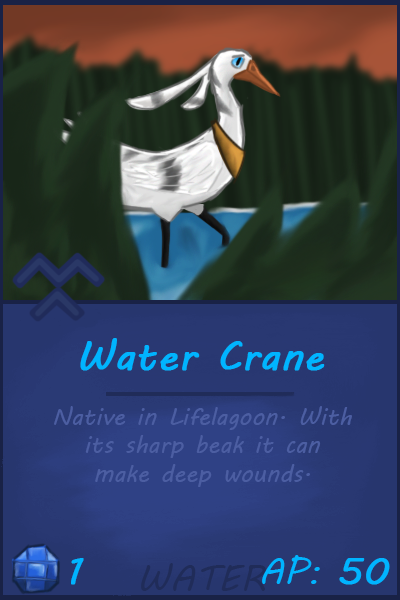 Water Crane
Native in Lifelagoon. With
its sharp beak it can
make deep wounds.
1 WATER AP: 50